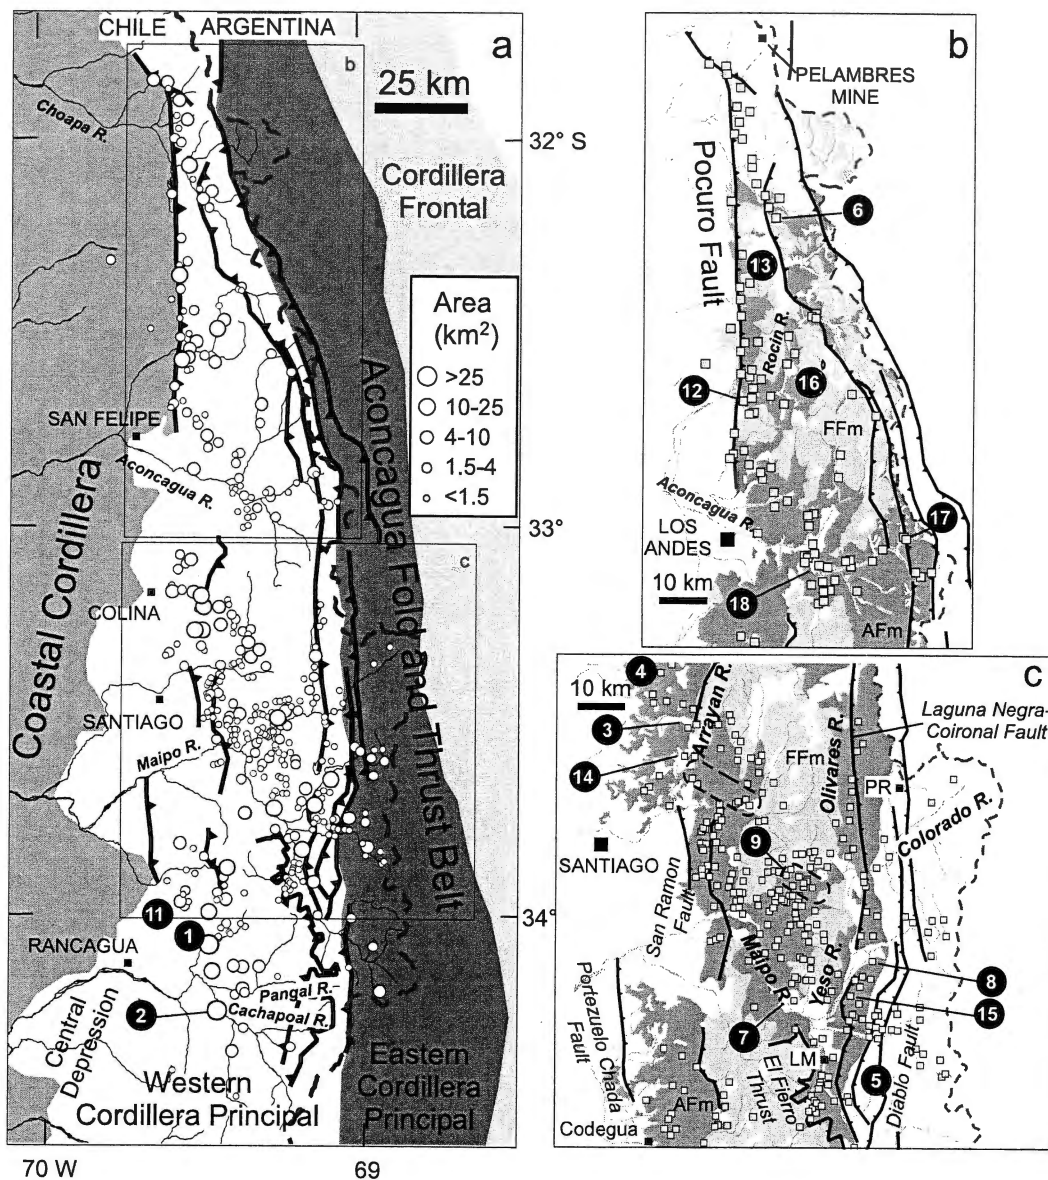 CHILE ARGENTINA
a
b
25 km
Choapa R.
32° S
Cordillera
Frontal
Area
(km²)
>25
10-25
4-10
1.5-4
<1.5
SAN FELIPE
Aconcagua R.
33°
c
Coastal Cordillera
Aconcagua Fold and Thrust Belt
COLINA
SANTIAGO
Maipo R.
34°
11
1
RANCAGUA
2
Pangal R.
Cachapoal R.
Central
Depression
Western
Cordillera Principal
Eastern
Cordillera
Principal
70 W
69
b
PELAMBRES
MINE
Pocuro Fault
6
13
Rocin R.
12
16
FFm
Aconcagua R.
LOS
ANDES
17
10 km
18
AFm
c
4
10 km
3
Arrayan R.
Laguna Negra-
Coironal Fault
14
FFm
Olivares R.
PR
Colorado R.
9
SANTIAGO
San Ramon
Fault
Maipo R.
Yeso R.
8
15
Portezuelo Chada
Fault
7
LM
El Fierro
Thrust
5
Diablo Fault
AFm
Codegua